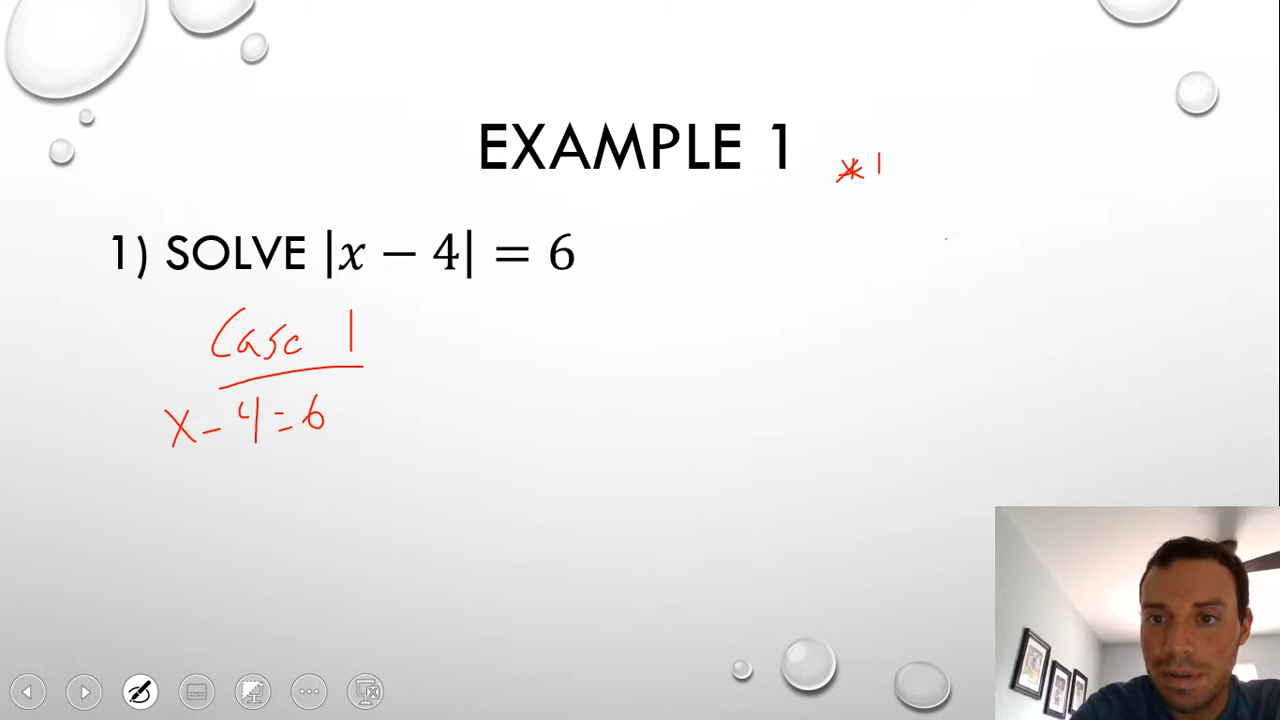 EXAMPLE 1
* 1
1) SOLVE |x − 4| = 6
Case 1
x - 4 = 6